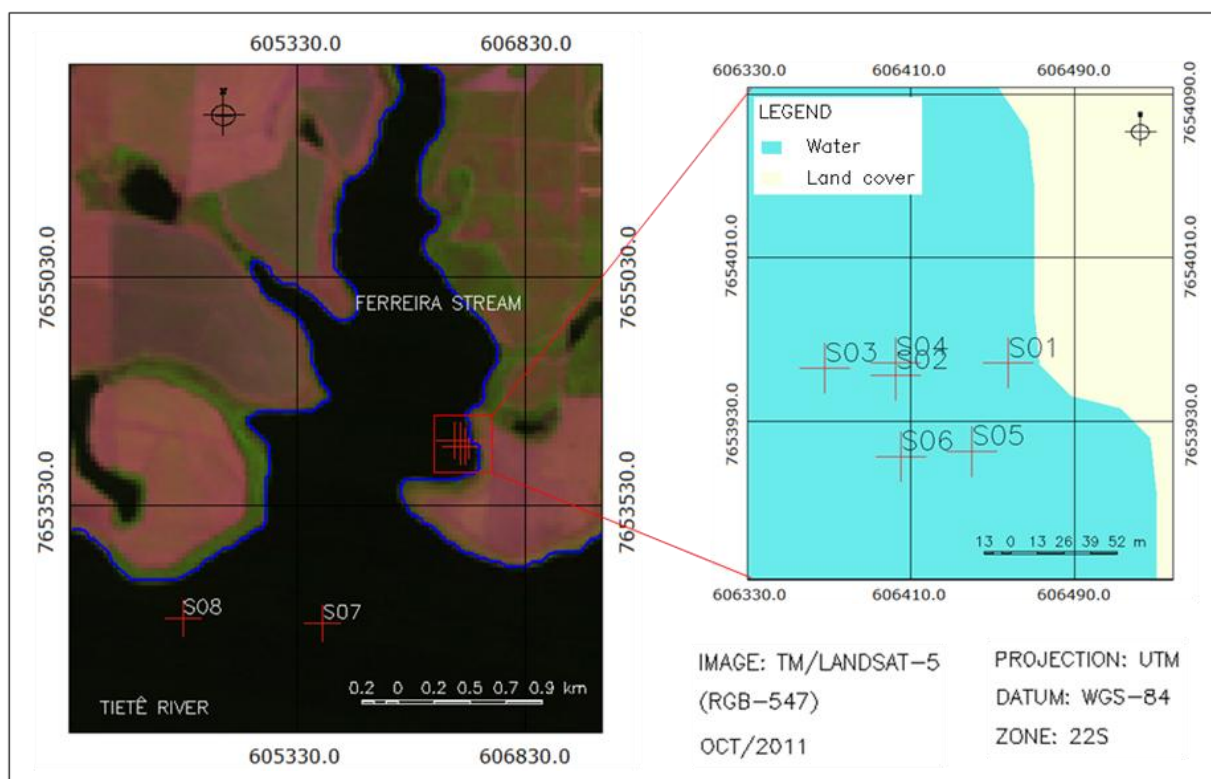 605330.0 606830.0
7655030.0
7653530.0
7655030.0
7653530.0
FERREIRA STREAM
S08
S07
0.2 0 0.2 0.5 0.7 0.9 km
TIETÊ RIVER
605330.0 606830.0
606330.0 606410.0 606490.0
LEGEND
Water
Land cover
7654090.0
7654010.0
7653930.0
7654010.0
7653930.0
S03
S04
S02
S01
S06
S05
13 0 13 26 39 52 m
606330.0 606410.0 606490.0
IMAGE: TM/LANDSAT-5
(RGB-547)
OCT/2011
PROJECTION: UTM
DATUM: WGS-84
ZONE: 22S